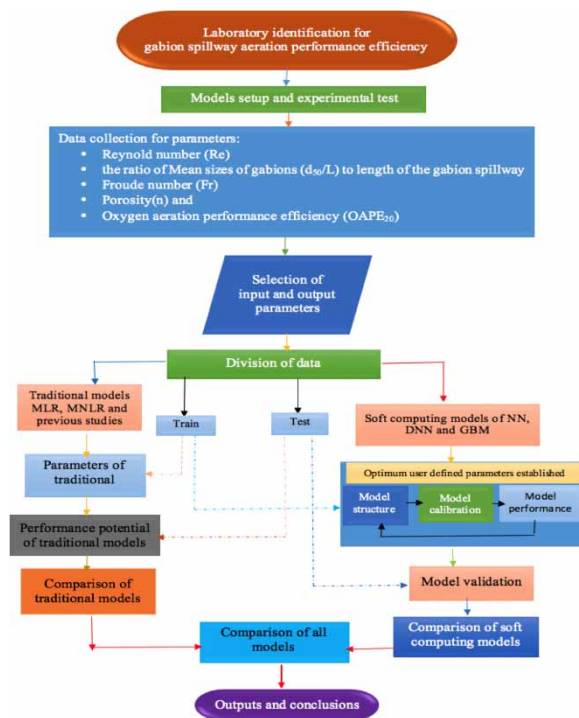 Laboratory identification for
gabion spillway aeration performance efficiency
Models setup and experimental test
Data collection for parameters:
• Reynold number (Re)
• the ratio of Mean sizes of gabions (d50/L) to length of the gabion spillway
• Froude number (Fr)
• Porosity(n) and
• Oxygen aeration performance efficiency (OAPE20)
Selection of
input and output
parameters
Division of data
Traditional models
MLR, MNLR and
previous studies
Train
Test
Soft computing models of NN,
DNN and GBM
Parameters of
traditional
Optimum user defined parameters established
Model
structure
Model
calibration
Model
performance
Performance potential
of traditional models
Model validation
Comparison of
traditional models
Comparison of all
models
Comparison of soft
computing models
Outputs and conclusions